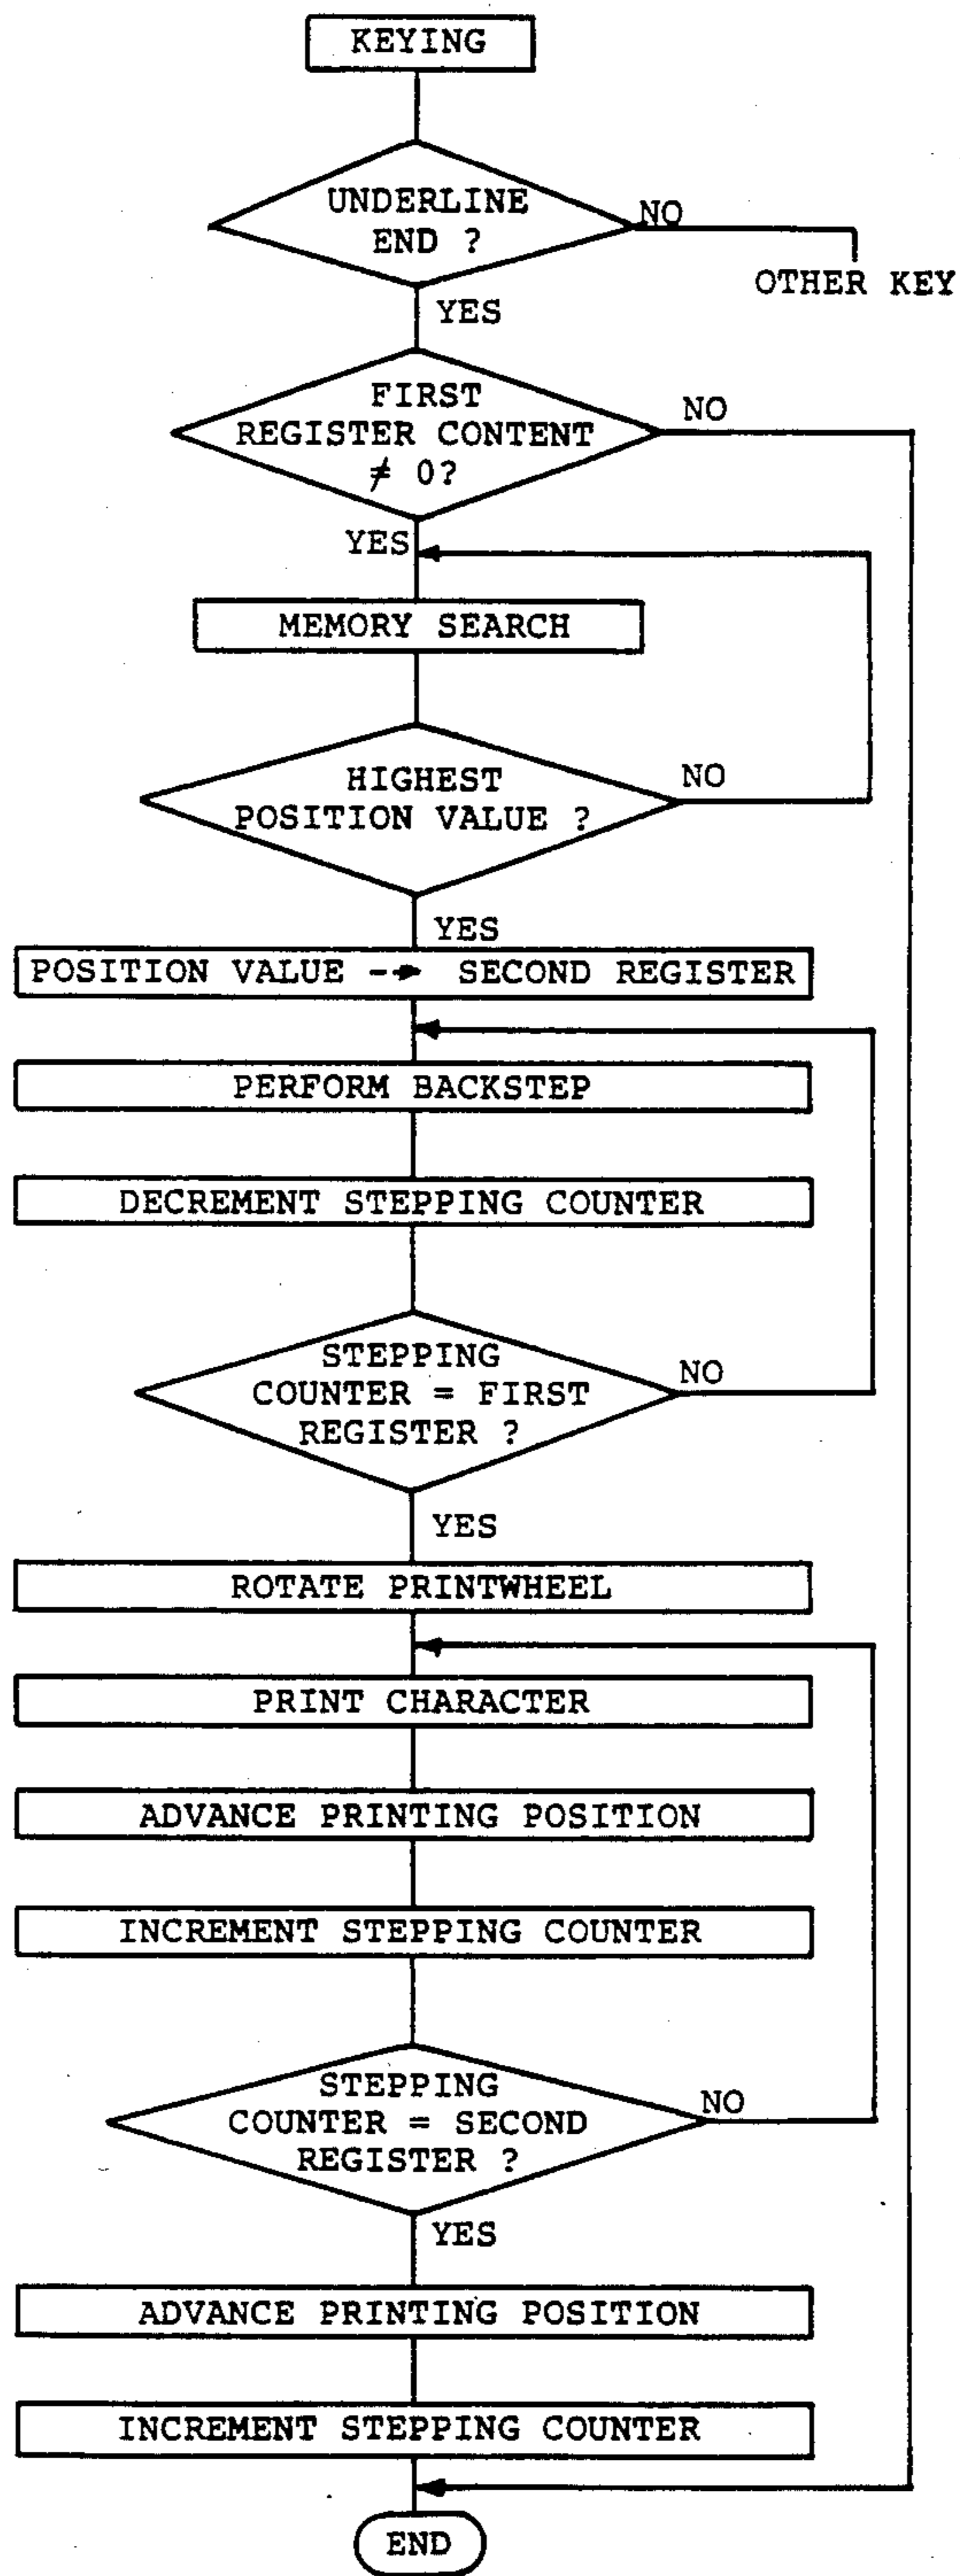 KEYING
UNDERLINE
END ?
NO
OTHER KEY
YES
FIRST
REGISTER CONTENT
≠ 0?
NO
YES
MEMORY SEARCH
HIGHEST
POSITION VALUE ?
NO
YES
POSITION VALUE → SECOND REGISTER
PERFORM BACKSTEP
DECREMENT STEPPING COUNTER
STEPPING
COUNTER = FIRST
REGISTER ?
NO
YES
ROTATE PRINTWHEEL
PRINT CHARACTER
ADVANCE PRINTING POSITION
INCREMENT STEPPING COUNTER
STEPPING
COUNTER = SECOND
REGISTER ?
NO
YES
ADVANCE PRINTING POSITION
INCREMENT STEPPING COUNTER
END